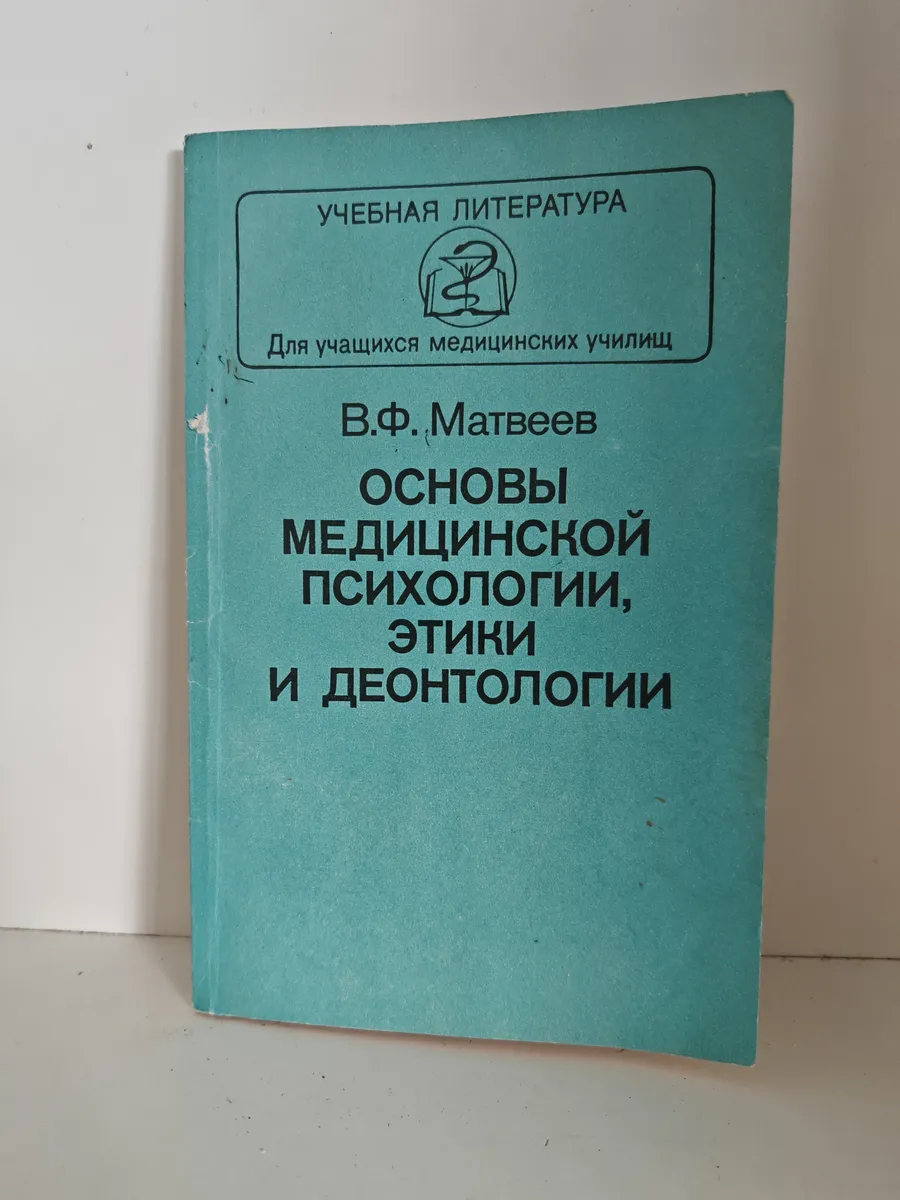 УЧЕБНАЯ ЛИТЕРАТУРА
Для учащихся медицинских училищ
В.Ф. Матвеев
ОСНОВЫ
МЕДИЦИНСКОЙ
ПСИХОЛОГИИ,
ЭТИКИ
И ДЕОНТОЛОГИИ